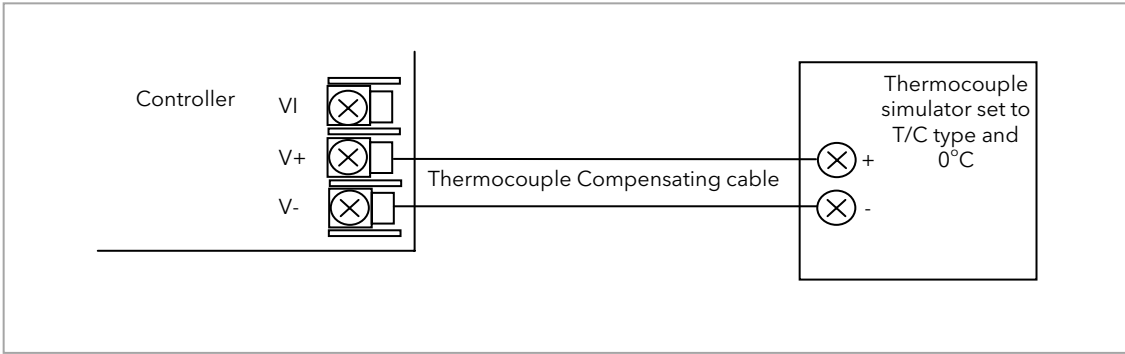 Controller
VI
V+
V-
Thermocouple Compensating cable
+
-
Thermocouple
simulator set to
T/C type and
0°C